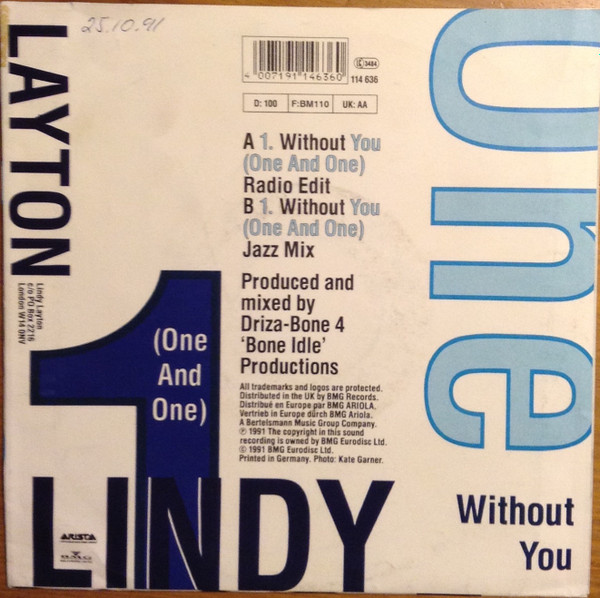 25.10.91
LAYTON
Lindy Layton
c/o PO Box 2216
London W14 0NV
4 007191 146360
3484
114 636
D: 100 F:BM110 UK: AA
A 1. Without You
(One And One)
Radio Edit
B 1. Without You
(One And One)
Jazz Mix
Produced and
mixed by
Driza-Bone 4
'Bone Idle'
Productions
All trademarks and logos are protected.
Distributed in the UK by BMG Records.
Distribué en Europe par BMG ARIOLA.
Vertrieb in Europe dürch BMG Ariola.
A Bertelsmann Music Group Company.
℗ 1991 The copyright in this sound
recording is owned by BMG Eurodisc Ltd.
© 1991 BMG Eurodisc Ltd.
Printed in Germany. Photo: Kate Garner.
1
(One
And
One)
One
Without
You
ARISTA
BMG
LINDY